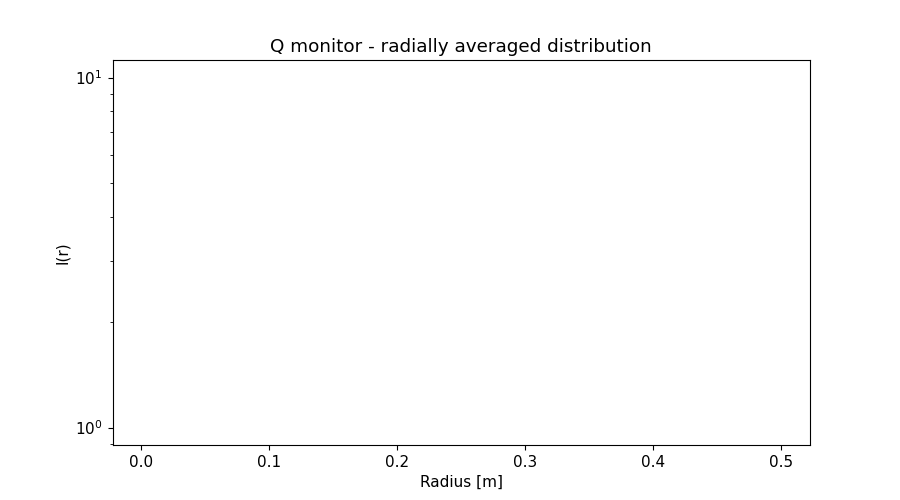 Q monitor - radially averaged distribution
10¹
I(r)
10⁰
0.0 0.1 0.2 0.3 0.4 0.5
Radius [m]